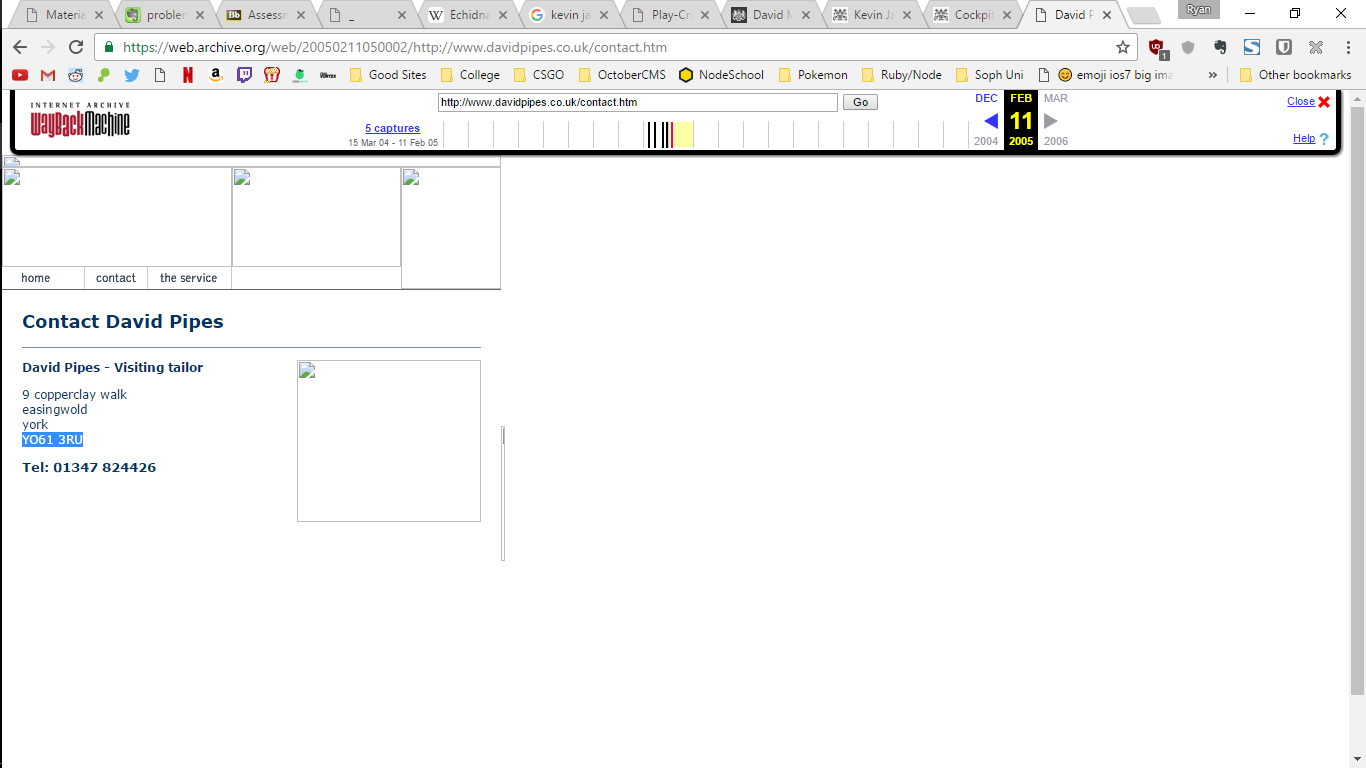 Materia
problen
Bb Assessn
_
W Echidna
G kevin ja
Play-Cr
David M
Kevin Ja
Cockpit
David P
Ryan
https://web.archive.org/web/20050211050002/http://www.davidpipes.co.uk/contact.htm
1
Good Sites
College
CSGO
OctoberCMS
NodeSchool
Pokemon
Ruby/Node
Soph Uni
emoji ios7 big ima
»
Other bookmarks
INTERNET ARCHIVE
WayBackMachine
http://www.davidpipes.co.uk/contact.htm
Go
5 captures
15 Mar 04 - 11 Feb 05
DEC FEB MAR
11
2004 2005 2006
Close
Help ?
home contact the service
Contact David Pipes
David Pipes - Visiting tailor
9 copperclay walk
easingwold
york
YO61 3RU
Tel: 01347 824426